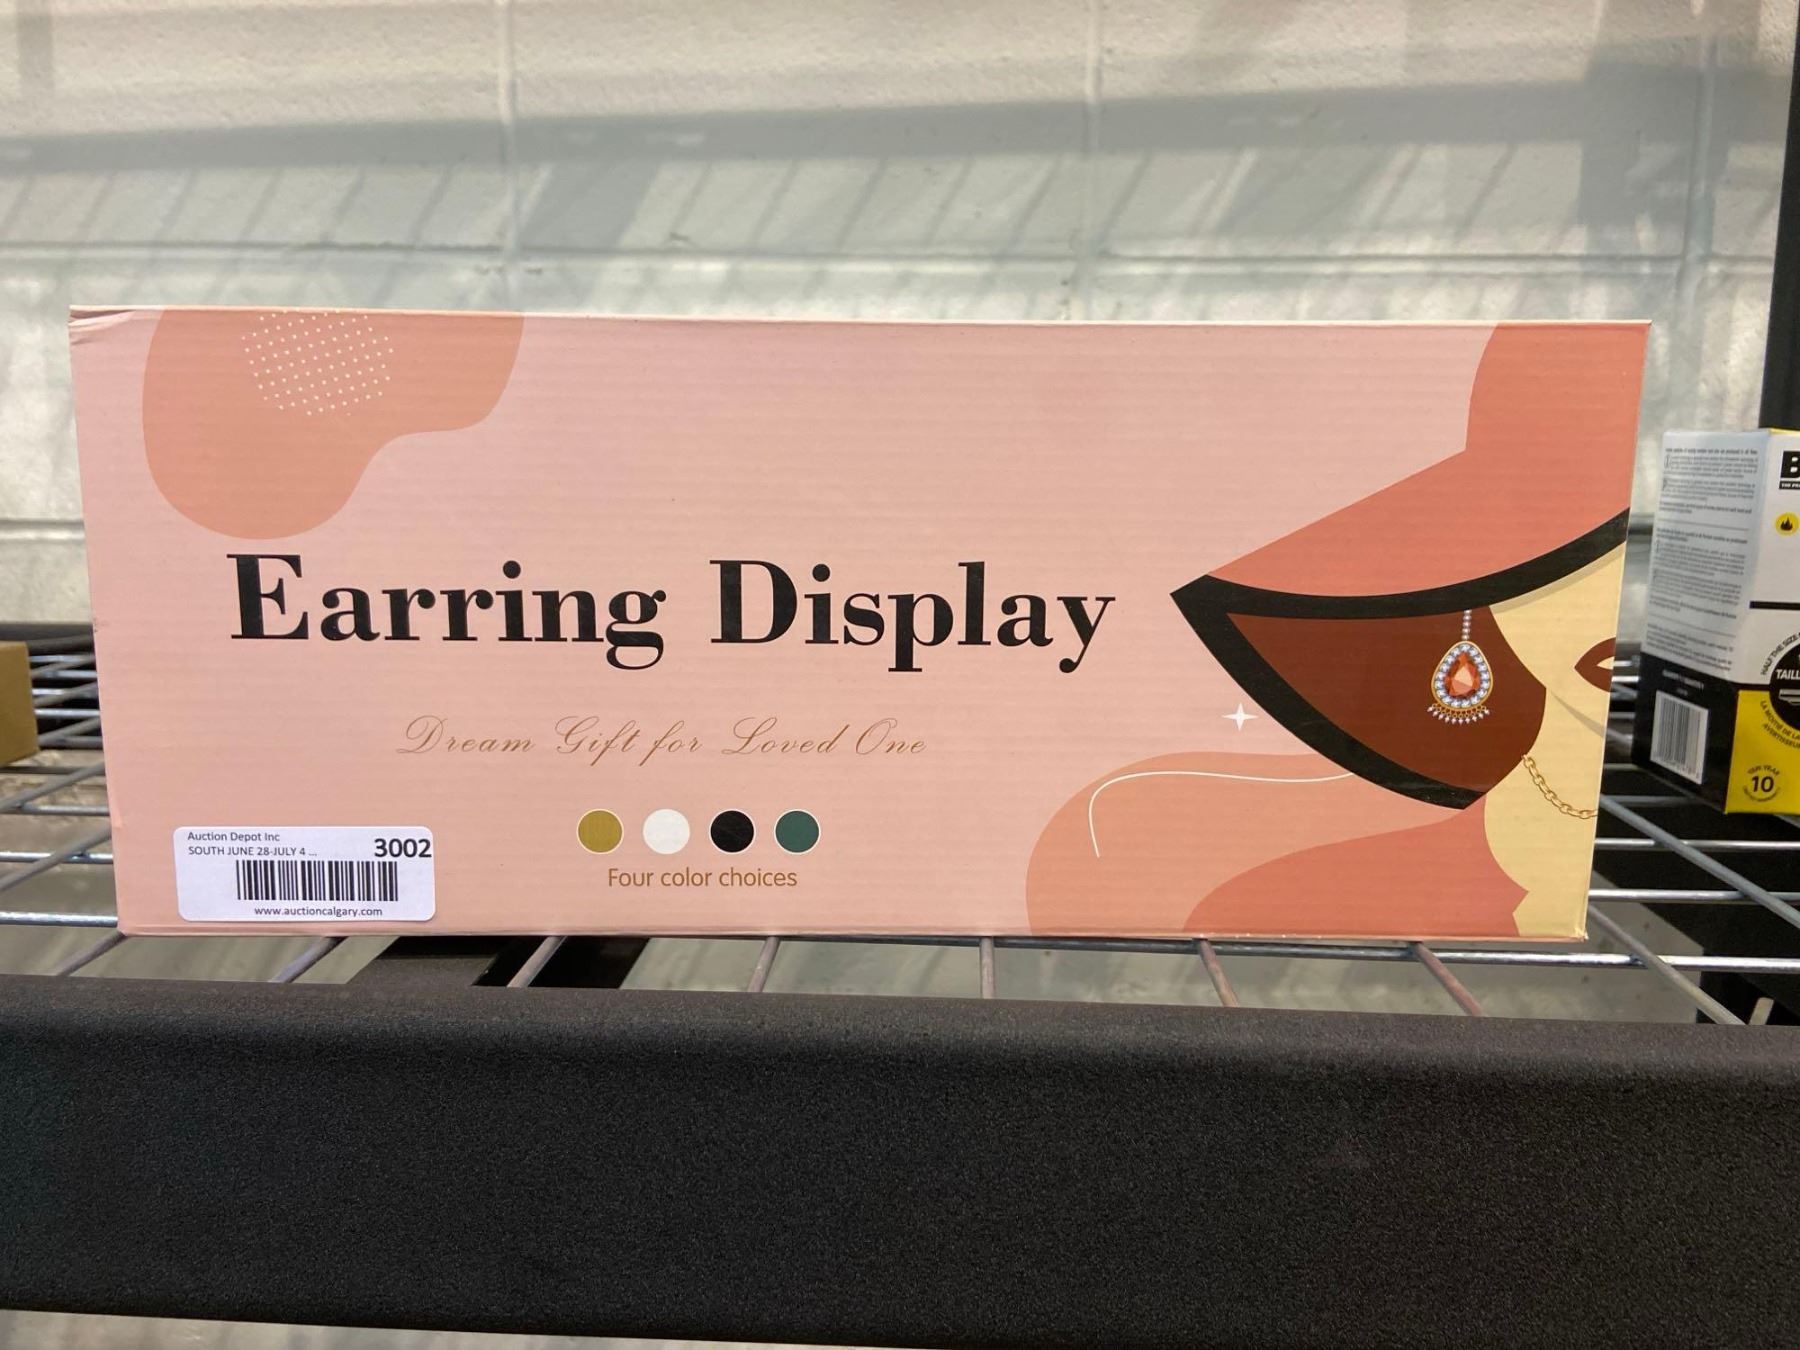 Earring Display
Dream Gift for Loved One
Four color choices
Auction Depot Inc
SOUTH JUNE 28-JULY 4 ...
3002
www.auctioncalgary.com
10